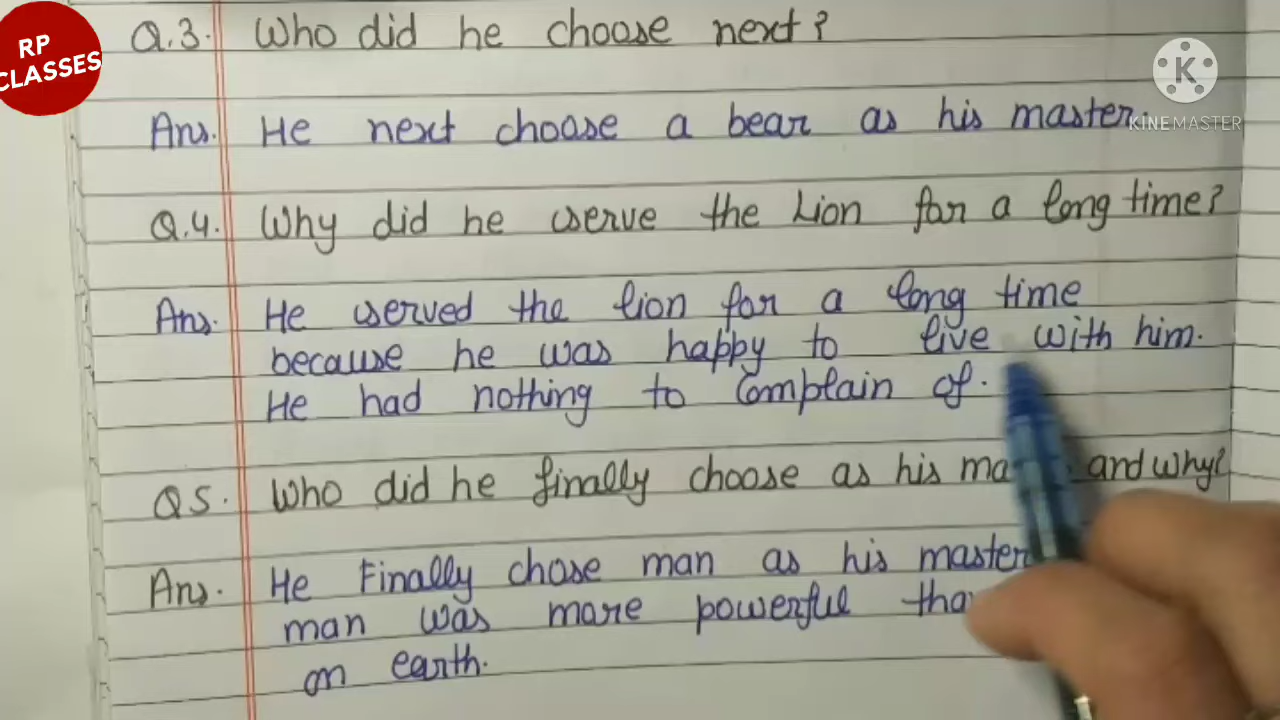 RP
CLASSES
K
KINEMASTER
Q.3. Who did he choose next?
Ans. He next choose a bear as his master.
Q.4. Why did he serve the Lion for a long time?
Ans. He served the lion for a long time
because he was happy to live with him.
He had nothing to Complain of.
Q5. Who did he finally choose as his and why?
Ans. He Finally chose man as his master
man was more powerful
on earth.